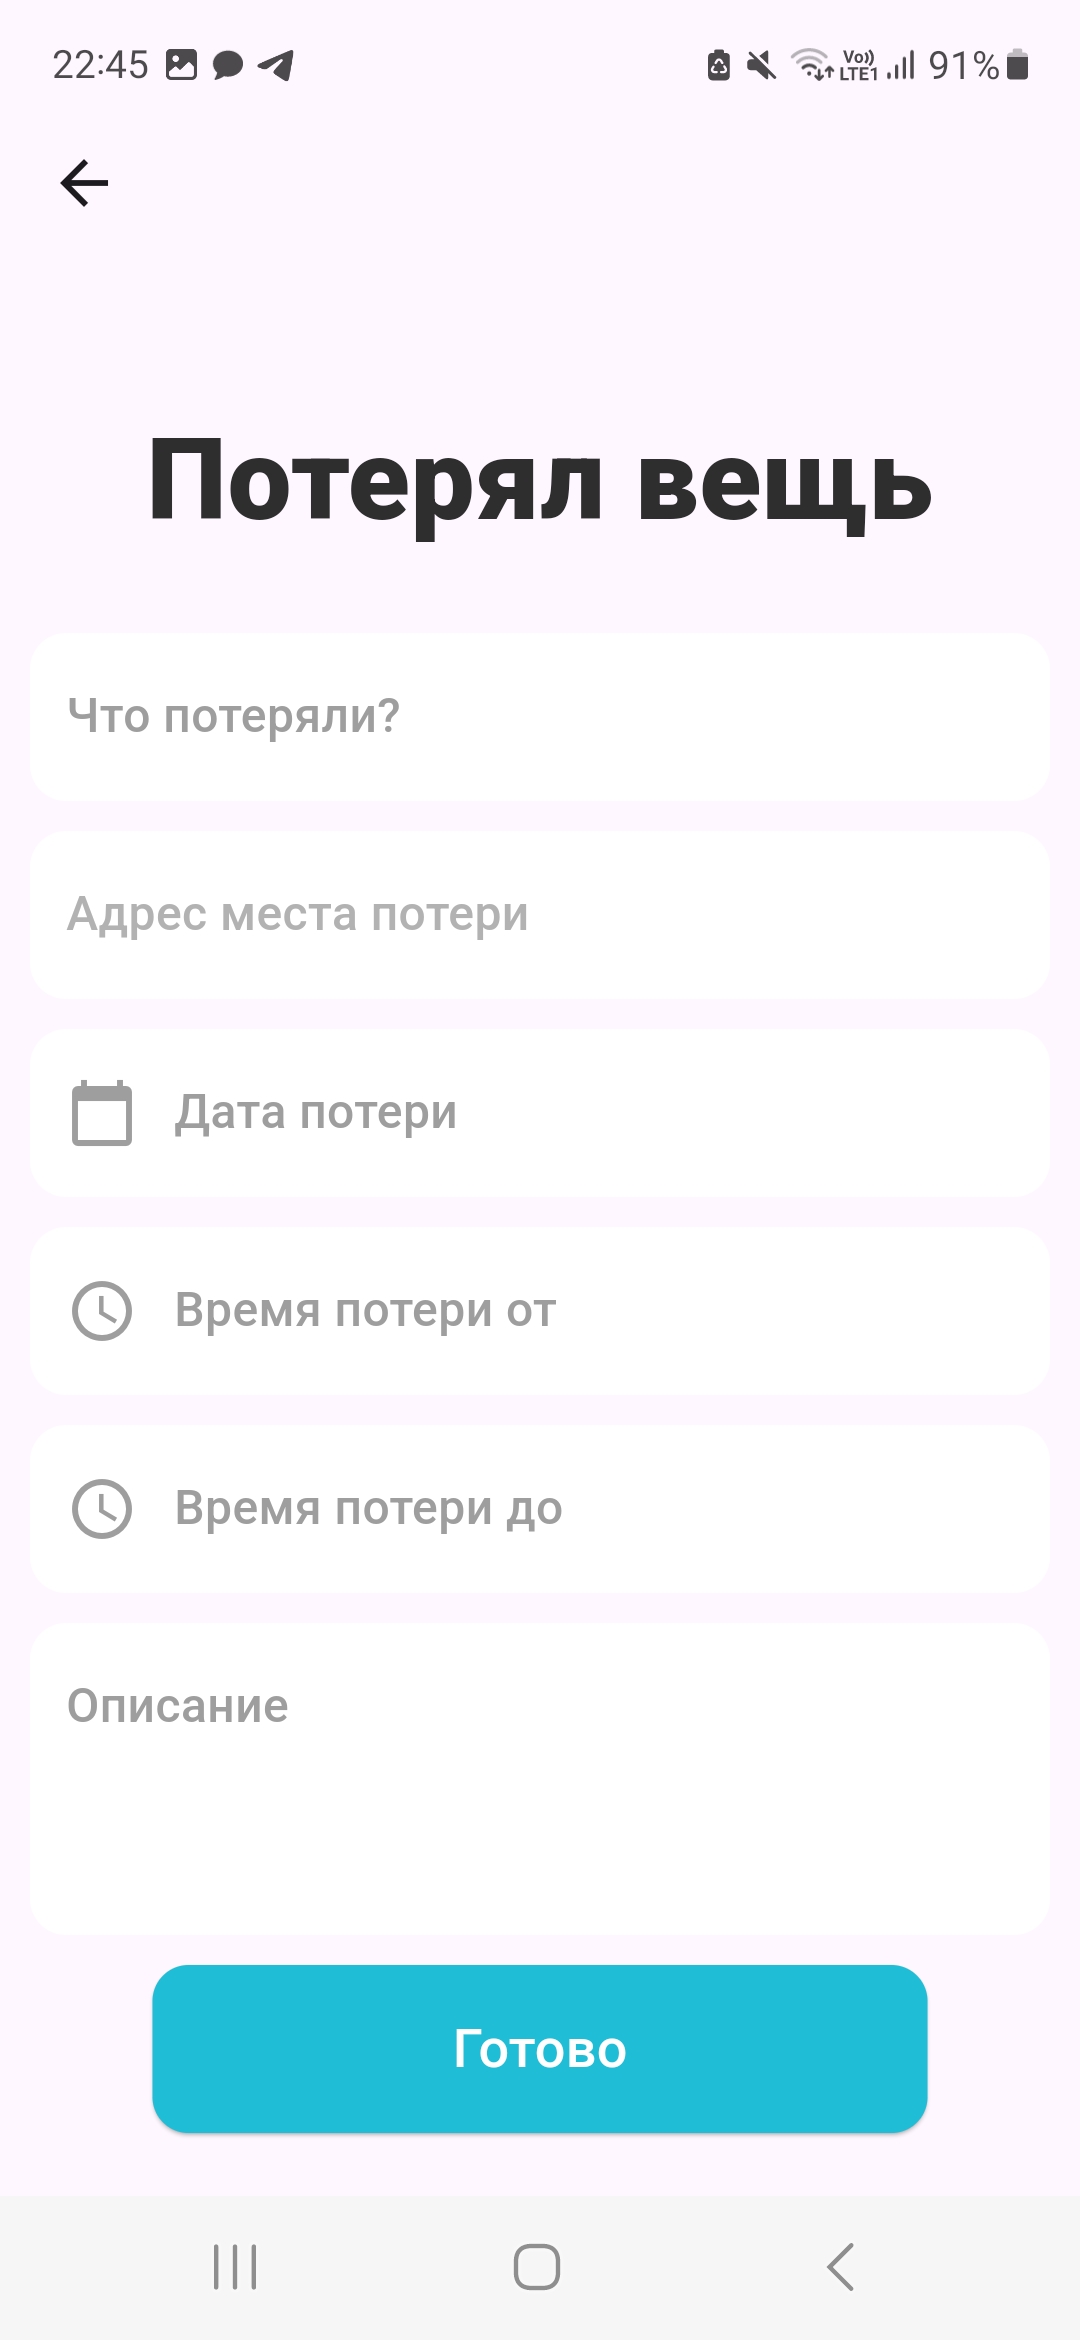 22:45 Vo)) LTE1 91%
Потерял вещь
Что потеряли?
Адрес места потери
Дата потери
Время потери от
Время потери до
Описание
Готово